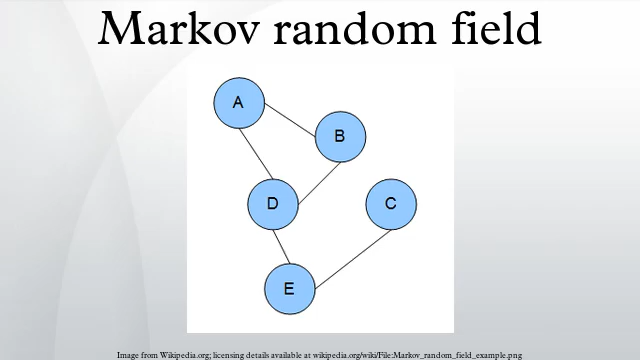 Markov random field
A
B
D
C
E
Image from Wikipedia.org; licensing details available at wikipedia.org/wiki/File:Markov_random_field_example.png